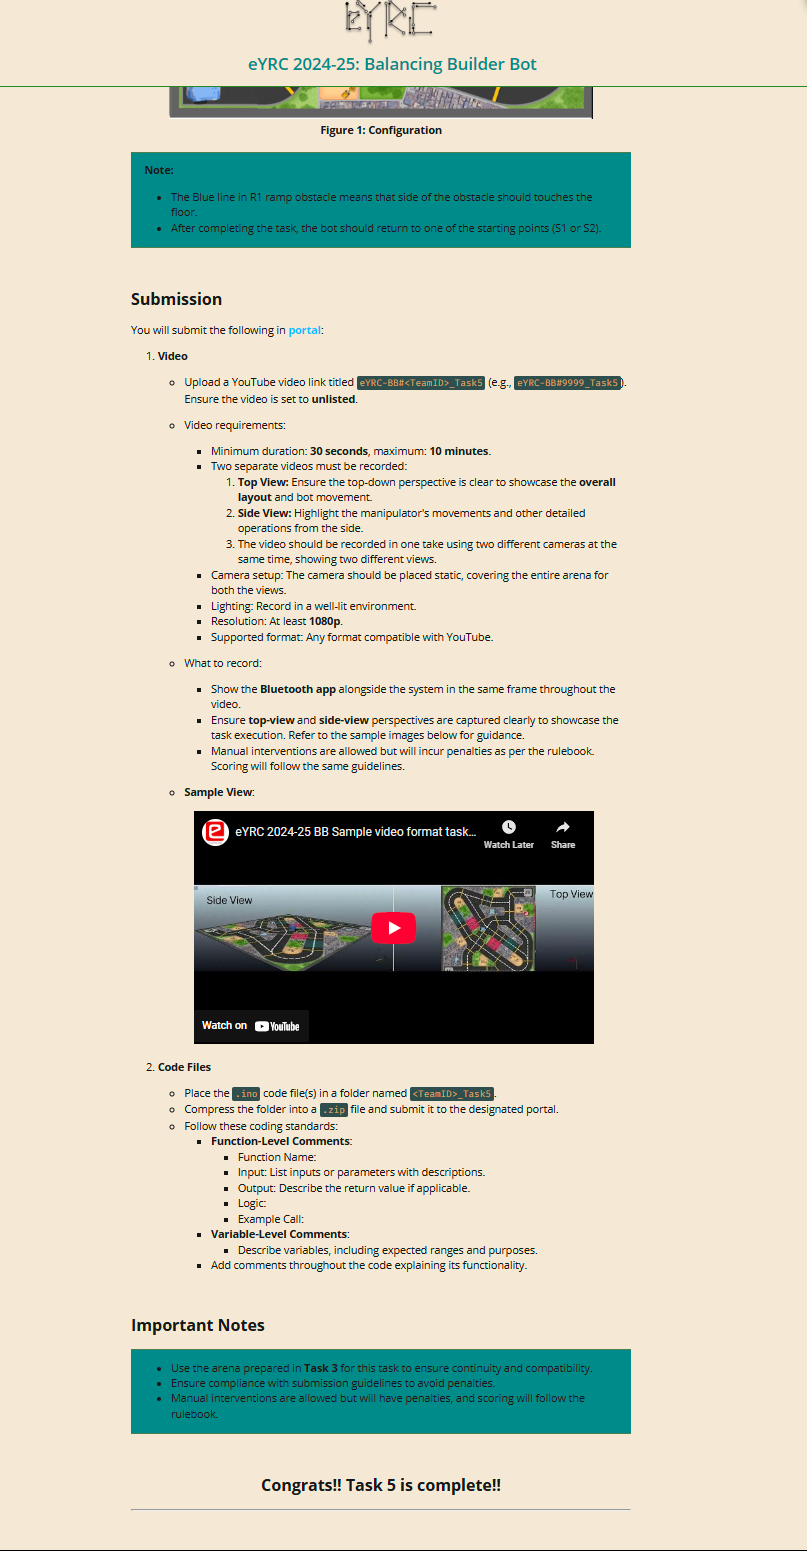 eYRC
eYRC 2024-25: Balancing Builder Bot
Figure 1: Configuration
Note:
• The Blue line in R1 ramp obstacle means that side of the obstacle should touches the
floor.
• After completing the task, the bot should return to one of the starting points (S1 or S2).
Submission
You will submit the following in portal:
1. Video
Upload a YouTube video link titled eYRC-BB#<TeamID>_Task5 (e.g., eYRC-BB#9999_Task5).
Ensure the video is set to unlisted.
Video requirements:
Minimum duration: 30 seconds, maximum: 10 minutes.
Two separate videos must be recorded:
1. Top View: Ensure the top-down perspective is clear to showcase the overall
layout and bot movement.
2. Side View: Highlight the manipulator's movements and other detailed
operations from the side.
3. The video should be recorded in one take using two different cameras at the
same time, showing two different views.
Camera setup: The camera should be placed static, covering the entire arena for
both the views.
Lighting: Record in a well-lit environment.
Resolution: At least 1080p.
Supported format: Any format compatible with YouTube.
What to record:
Show the Bluetooth app alongside the system in the same frame throughout the
video.
Ensure top-view and side-view perspectives are captured clearly to showcase the
task execution. Refer to the sample images below for guidance.
Manual interventions are allowed but will incur penalties as per the rulebook.
Scoring will follow the same guidelines.
Sample View:
eYRC 2024-25 BB Sample video format task...
Watch Later
Share
Side View
Top View
Watch on YouTube
2. Code Files
Place the .ino code file(s) in a folder named <TeamID>_Task5.
Compress the folder into a .zip file and submit it to the designated portal.
Follow these coding standards:
Function-Level Comments:
Function Name:
Input: List inputs or parameters with descriptions.
Output: Describe the return value if applicable.
Logic:
Example Call:
Variable-Level Comments:
Describe variables, including expected ranges and purposes.
Add comments throughout the code explaining its functionality.
Important Notes
• Use the arena prepared in Task 3 for this task to ensure continuity and compatibility.
• Ensure compliance with submission guidelines to avoid penalties.
• Manual interventions are allowed but will have penalties, and scoring will follow the
rulebook.
Congrats!! Task 5 is complete!!